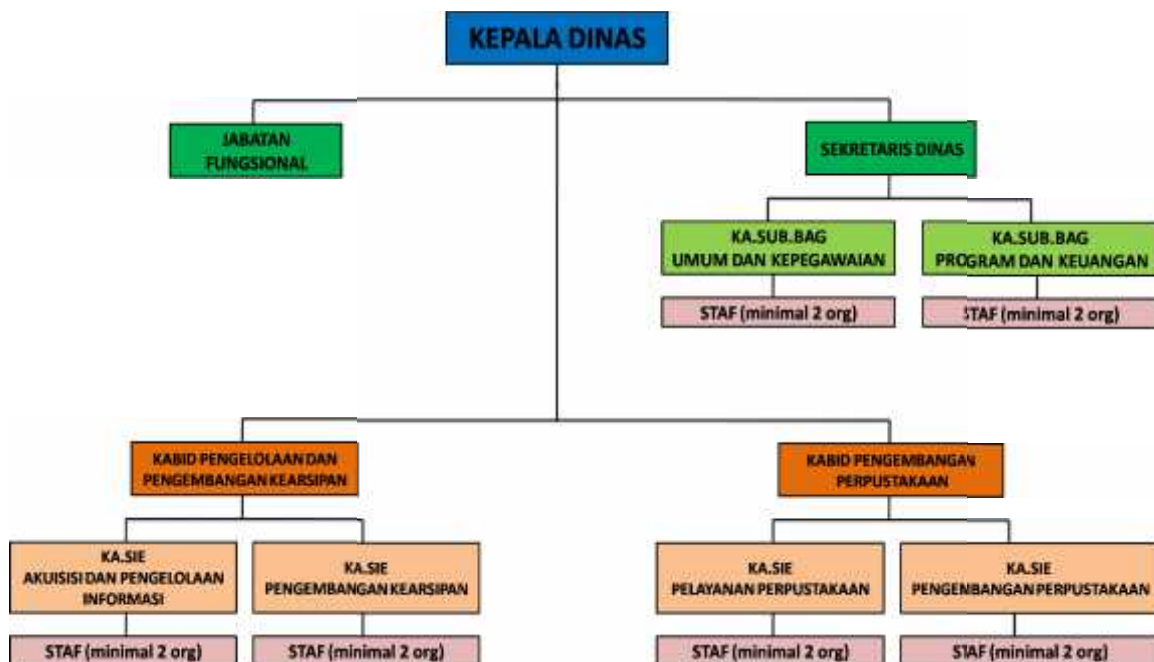 KEPALA DINAS
JABATAN
FUNGSIONAL
SEKRETARIS DINAS
KA.SUB.BAG
UMUM DAN KEPEGAWAIAN
KA.SUB.BAG
PROGRAM DAN KEUANGAN
STAF (minimal 2 org)
STAF (minimal 2 org)
KABID PENGELOLAAN DAN
PENGEMBANGAN KEARSIPAN
KABID PENGEMBANGAN
PERPUSTAKAAN
KA.SIE
AKUISISI DAN PENGELOLAAN
INFORMASI
KA.SIE
PENGEMBANGAN KEARSIPAN
KA.SIE
PELAYANAN PERPUSTAKAAN
KA.SIE
PENGENBANGAN PERPUSTAKAAN
STAF (minimal 2 org)
STAF (minimal 2 org)
STAF (minimal 2 org)
STAF (minimal 2 org)